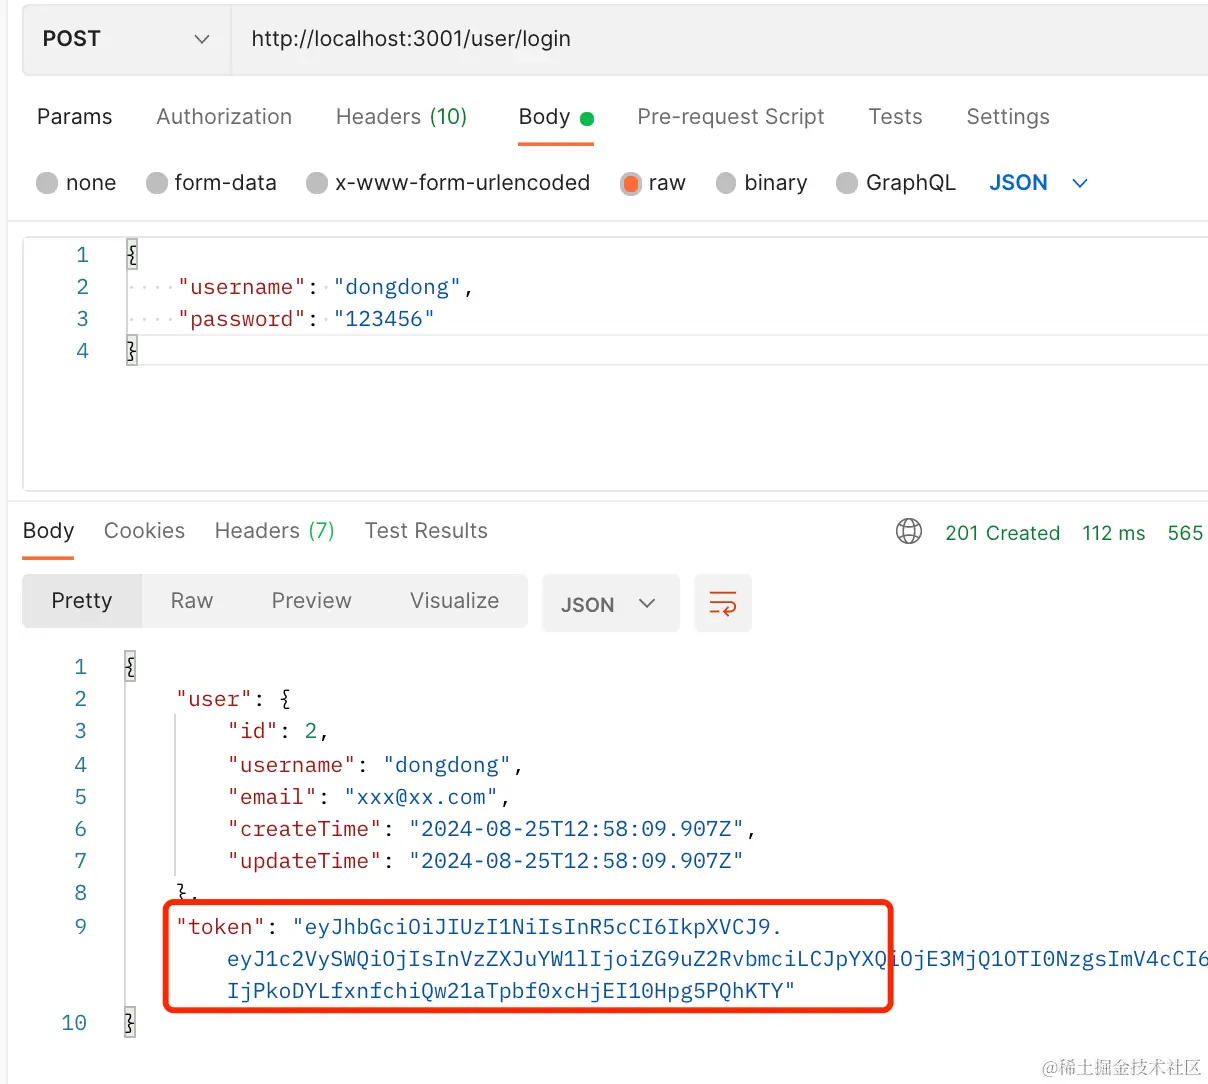 POST http://localhost:3001/user/login
Params Authorization Headers (10) Body Pre-request Script Tests Settings
none form-data x-www-form-urlencoded raw binary GraphQL JSON
1 {
2 "username": "dongdong",
3 "password": "123456"
4 }
Body Cookies Headers (7) Test Results 201 Created 112 ms 565
Pretty Raw Preview Visualize JSON
1 {
2 "user": {
3 "id": 2,
4 "username": "dongdong",
5 "email": "xxx@xx.com",
6 "createTime": "2024-08-25T12:58:09.907Z",
7 "updateTime": "2024-08-25T12:58:09.907Z"
8 },
9 "token": "eyJhbGciOiJIUzI1NiIsInR5cCI6IkpXVCJ9.
eyJ1c2VySWQiOjIsInVzZXJuYW1lIjoiZG9uZ2RvbmciLCJpYXQiOjE3MjQ1OTI0NzgsImV4cCI6
IjPkoDYLfxnfchiQw21aTpbf0xcHjEI10Hpg5PQhKTY"
10 }
@稀土掘金技术社区